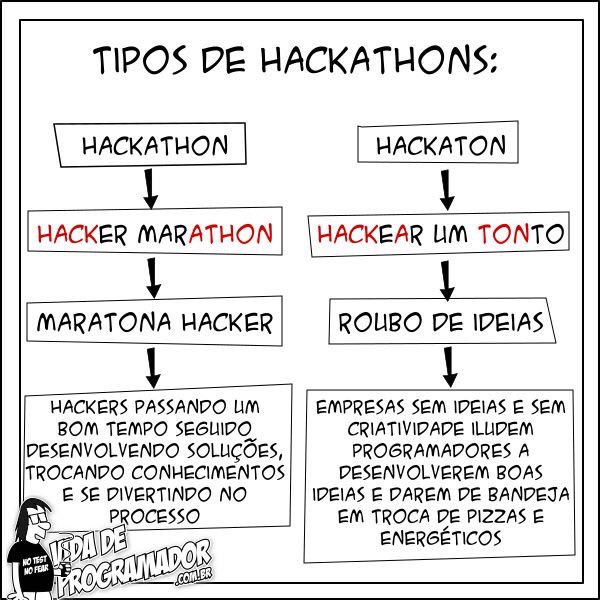 TIPOS DE HACKATHONS:
HACKATHON
HACKER MARATHON
MARATONA HACKER
HACKERS PASSANDO UM
BOM TEMPO SEGUIDO
DESENVOLVENDO SOLUÇÕES,
TROCANDO CONHECIMENTOS
E SE DIVERTINDO NO
PROCESSO
HACKATON
HACKEAR UM TONTO
ROUBO DE IDEIAS
EMPRESAS SEM IDEIAS E SEM
CRIATIVIDADE ILUDEM
PROGRAMADORES A
DESENVOLVEREM BOAS
IDEIAS E DAREM DE BANDEJA
EM TROCA DE PIZZAS E
ENERGÉTICOS
NO TEST
NO FEAR
VIDA DE
PROGRAMADOR
.COM.BR